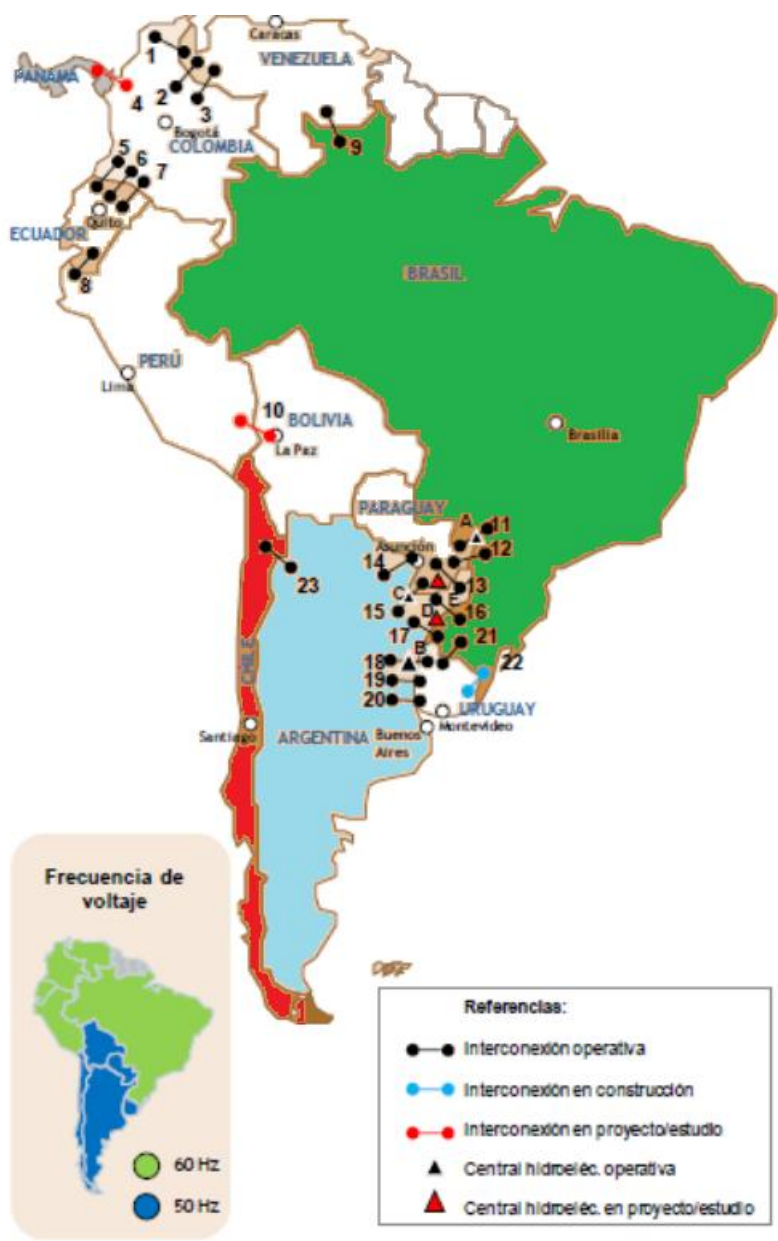 Caracas
VENEZUELA
1
PANAMÁ
4
2
3
Bogotá
COLOMBIA
9
5
6
7
Quito
ECUADOR
8
BRASIL
PERÚ
Lima
10
BOLIVIA
La Paz
Brasilia
PARAGUAY
A
11
Asunción
12
14
23
C
13
15
D
E
16
17
B
21
18
22
19
20
CHILE
URUGUAY
Montevideo
Santiago
ARGENTINA
Buenos
Aires
Frecuencia de
voltaje
60 Hz
50 Hz
Referencias:
Interconexión operativa
Interconexión en construcción
Interconexión en proyecto/estudio
Central hidroeléc. operativa
Central hidroeléc. en proyecto/estudio